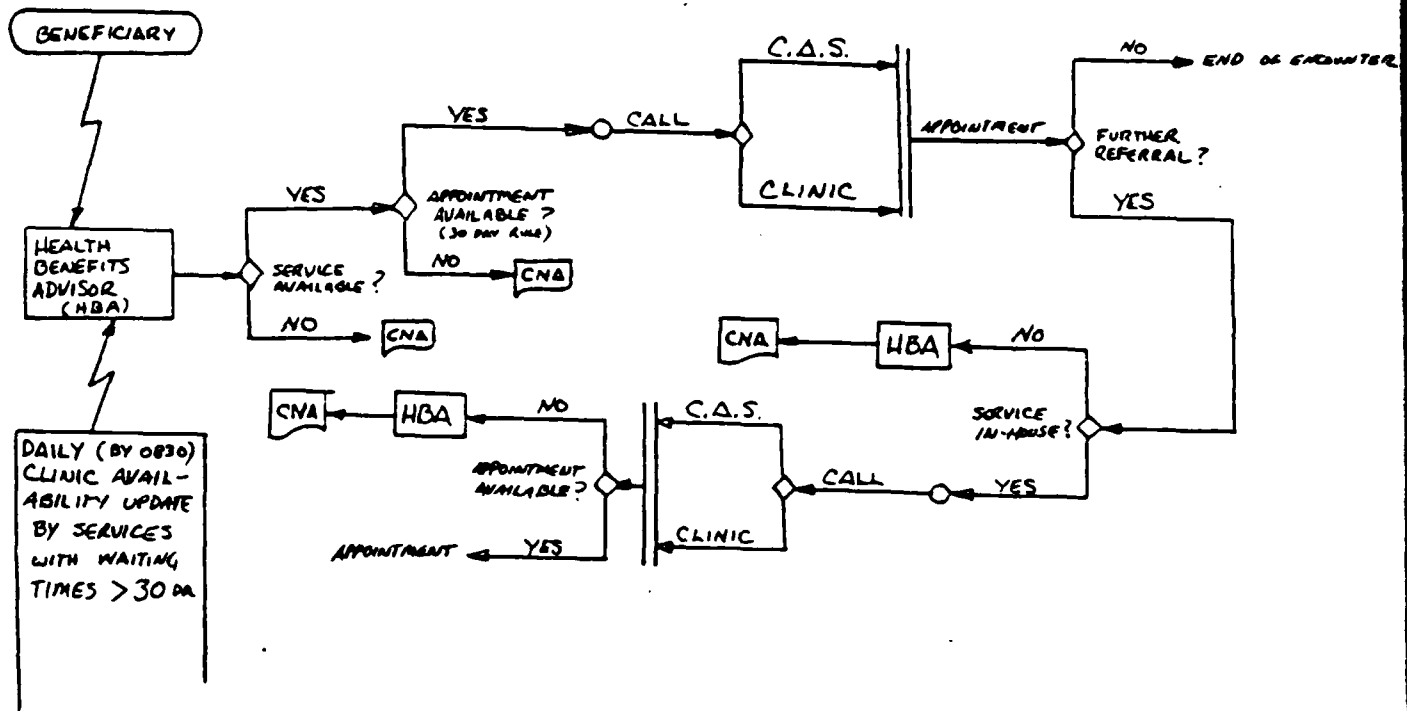 BENEFICIARY
HEALTH
BENEFITS
ADVISOR
(HBA)
DAILY (BY 0830)
CLINIC AVAIL-
ABILITY UPDATE
BY SERVICES
WITH WAITING
TIMES > 30 DA
SERVICE
AVAILABLE?
YES
NO
CNA
APPOINTMENT
AVAILABLE?
(30 DAY RULE)
YES
NO
CNA
CALL
C.A.S.
CLINIC
APPOINTMENT
FURTHER
REFERRAL?
NO
END OF ENCOUNTER
YES
SERVICE
IN-HOUSE?
NO
HBA
CNA
YES
CALL
C.A.S.
CLINIC
APPOINTMENT
AVAILABLE?
NO
HBA
CNA
YES
APPOINTMENT